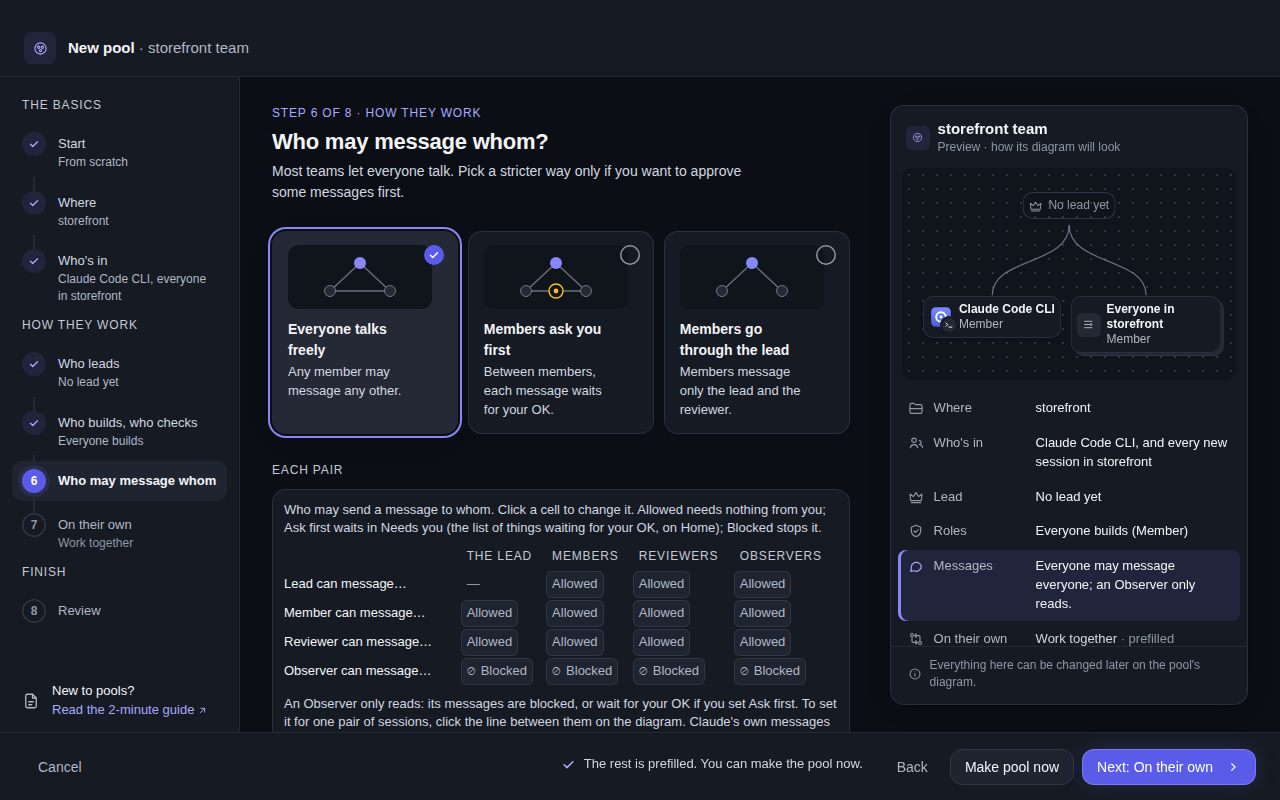 New pool · storefront team
THE BASICS
Start
From scratch
Where
storefront
Who's in
Claude Code CLI, everyone
in storefront
HOW THEY WORK
Who leads
No lead yet
Who builds, who checks
Everyone builds
6 Who may message whom
7 On their own
Work together
FINISH
8 Review
New to pools?
Read the 2-minute guide
STEP 6 OF 8 · HOW THEY WORK
Who may message whom?
Most teams let everyone talk. Pick a stricter way only if you want to approve
some messages first.
Everyone talks
freely
Any member may
message any other.
Members ask you
first
Between members,
each message waits
for your OK.
Members go
through the lead
Members message
only the lead and the
reviewer.
EACH PAIR
Who may send a message to whom. Click a cell to change it. Allowed needs nothing from you;
Ask first waits in Needs you (the list of things waiting for your OK, on Home); Blocked stops it.
THE LEAD MEMBERS REVIEWERS OBSERVERS
Lead can message… — Allowed Allowed Allowed
Member can message… Allowed Allowed Allowed Allowed
Reviewer can message… Allowed Allowed Allowed Allowed
Observer can message… Blocked Blocked Blocked Blocked
An Observer only reads: its messages are blocked, or wait for your OK if you set Ask first. To set
it for one pair of sessions, click the line between them on the diagram. Claude's own messages
storefront team
Preview · how its diagram will look
No lead yet
Claude Code CLI
Member
Everyone in
storefront
Member
Where storefront
Who's in Claude Code CLI, and every new
session in storefront
Lead No lead yet
Roles Everyone builds (Member)
Messages Everyone may message
everyone; an Observer only
reads.
On their own Work together · prefilled
Everything here can be changed later on the pool's
diagram.
Cancel
The rest is prefilled. You can make the pool now.
Back
Make pool now
Next: On their own